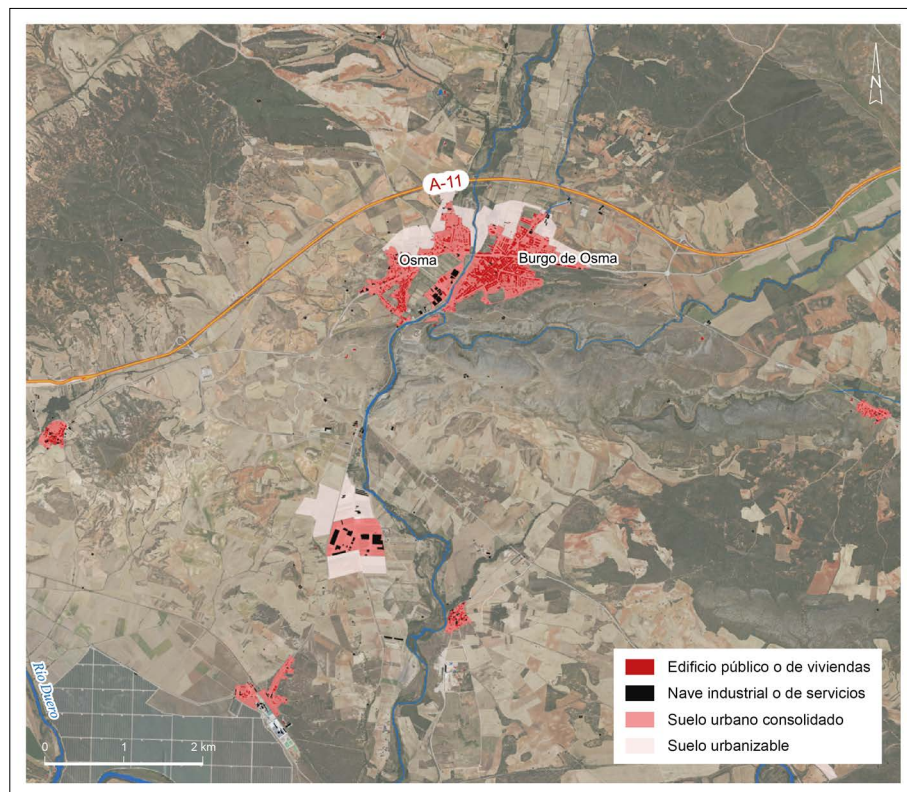 N
A-11
Osma
Burgo de Osma
Río Duero
0 1 2 km
Edificio público o de viviendas
Nave industrial o de servicios
Suelo urbano consolidado
Suelo urbanizable